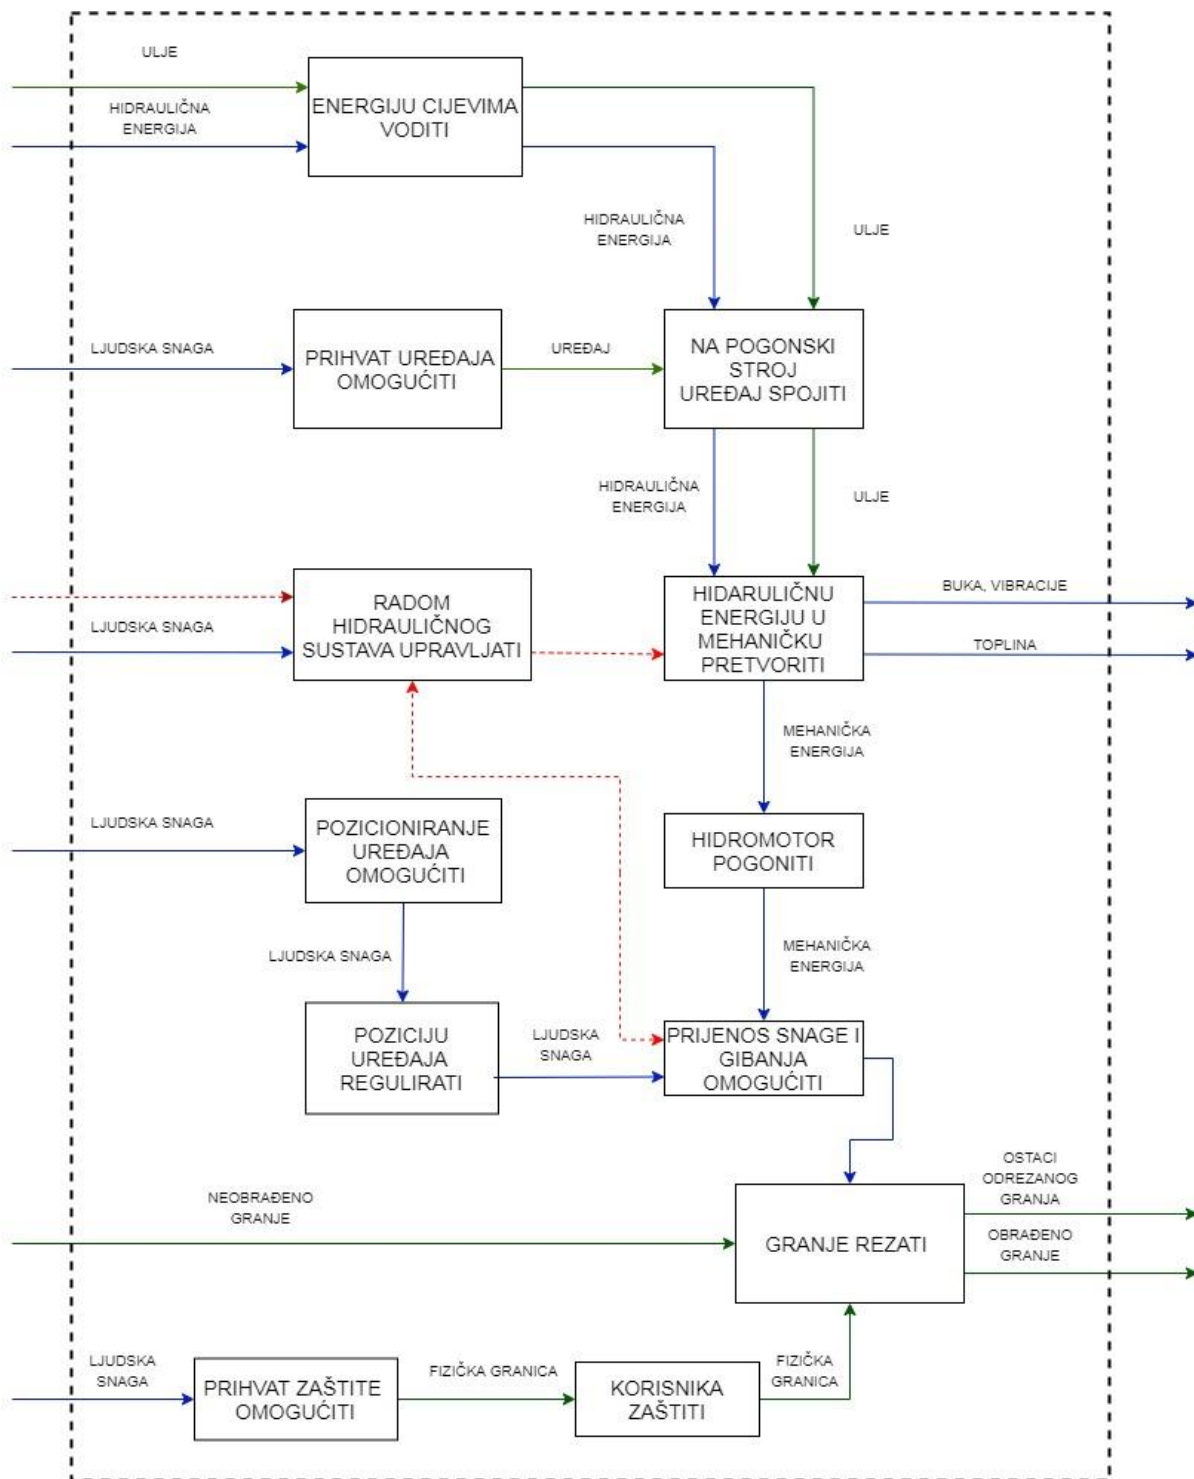 ULJE
HIDRAULIČNA
ENERGIJA
ENERGIJU CIJEVIMA
VODITI
HIDRAULIČNA
ENERGIJA
ULJE
LJUDSKA SNAGA
PRIHVAT UREĐAJA
OMOGUĆITI
UREĐAJ
NA POGONSKI
STROJ
UREĐAJ SPOJITI
HIDRAULIČNA
ENERGIJA
ULJE
LJUDSKA SNAGA
RADOM
HIDRAULIČNOG
SUSTAVA UPRAVLJATI
HIDARULIČNU
ENERGIJU U
MEHANIČKU
PRETVORITI
BUKA, VIBRACIJE
TOPLINA
MEHANIČKA
ENERGIJA
LJUDSKA SNAGA
POZICIONIRANJE
UREĐAJA
OMOGUĆITI
HIDROMOTOR
POGONITI
LJUDSKA SNAGA
MEHANIČKA
ENERGIJA
POZICIJU
UREĐAJA
REGULIRATI
LJUDSKA
SNAGA
PRIJENOS SNAGE I
GIBANJA
OMOGUĆITI
NEOBRAĐENO
GRANJE
GRANJE REZATI
OSTACI
ODREZANOG
GRANJA
OBRAĐENO
GRANJE
LJUDSKA
SNAGA
PRIHVAT ZAŠTITE
OMOGUĆITI
FIZIČKA GRANICA
KORISNIKA
ZAŠTITI
FIZIČKA
GRANICA